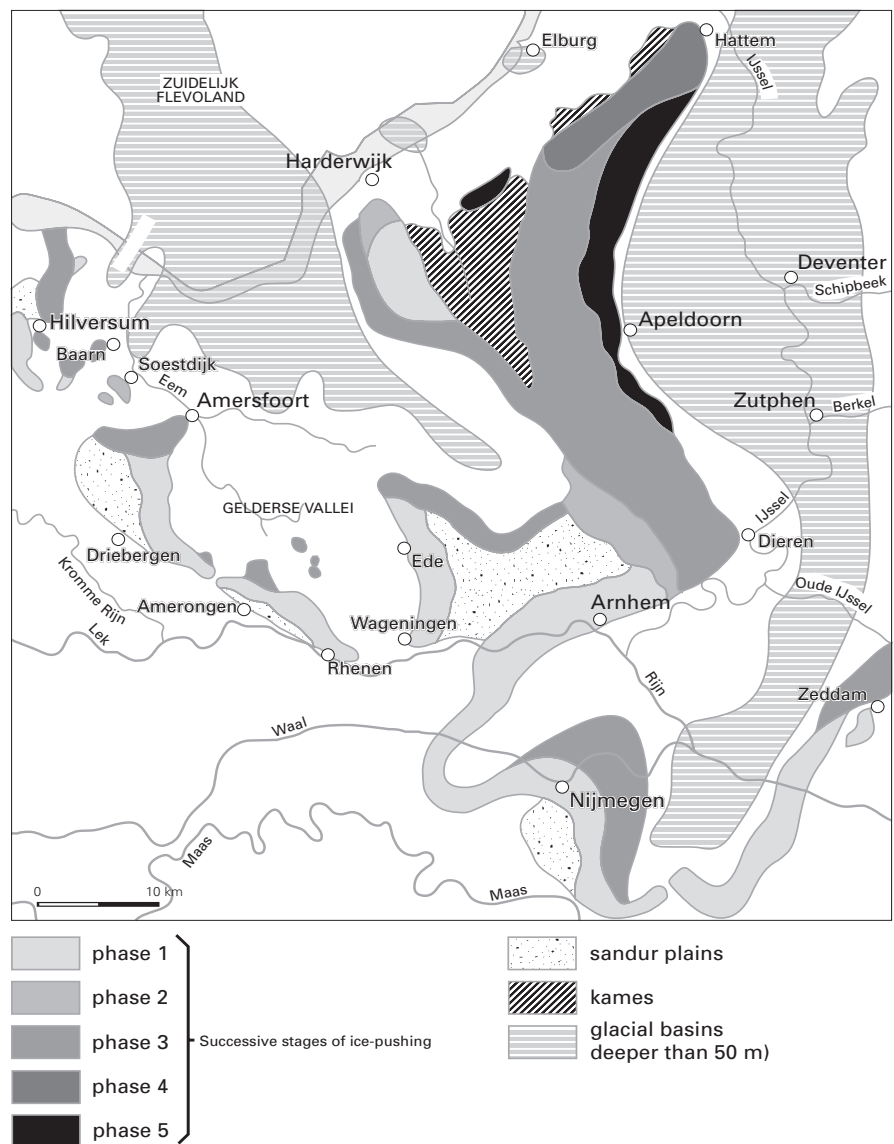 Elburg
Hattem
IJssel
ZUIDELIJK
FLEVOLAND
Harderwijk
Deventer
Schipbeek
Hilversum
Apeldoorn
Baarn
Soestdijk
Eem
Amersfoort
Zutphen
Berkel
GELDERSE VALLEI
IJssel
Dieren
Driebergen
Ede
Kromme Rijn
Lek
Amerongen
Wageningen
Arnhem
Oude IJssel
Rhenen
Rijn
Zeddam
Waal
Nijmegen
Maas
Maas
0 10 km
phase 1
phase 2
phase 3
phase 4
phase 5
Successive stages of ice-pushing
sandur plains
kames
glacial basins
deeper than 50 m)